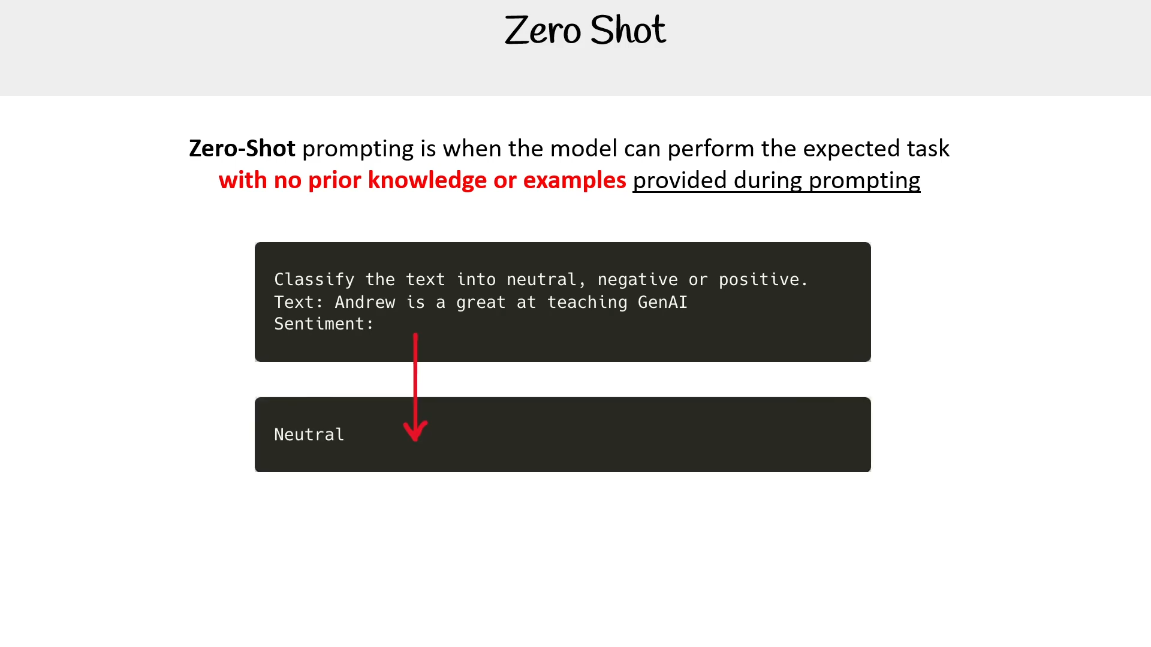 Zero Shot
Zero-Shot prompting is when the model can perform the expected task
with no prior knowledge or examples provided during prompting
Classify the text into neutral, negative or positive.
Text: Andrew is a great at teaching GenAI
Sentiment:
Neutral